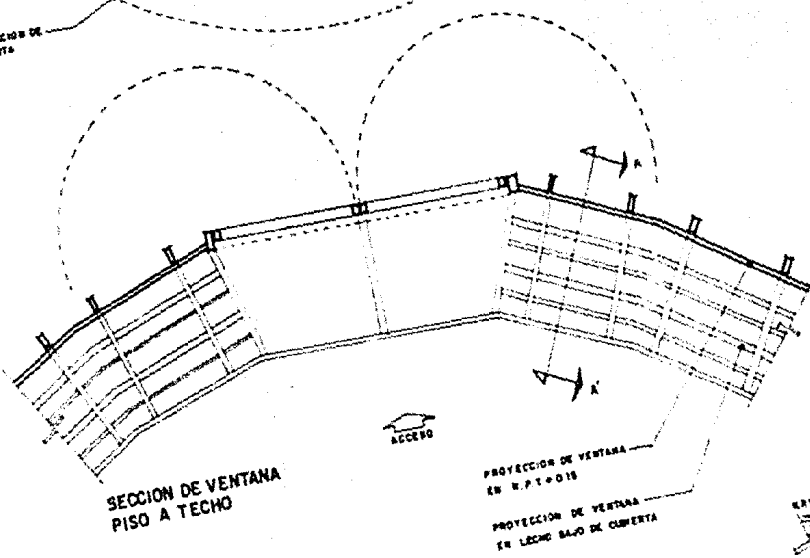 A
A'
ACCESO
SECCION DE VENTANA
PISO A TECHO
PROYECCION DE VENTANA
EN N.P.T + 0.15
PROYECCION DE VENTANA
EN LECHO BAJO DE CUBIERTA